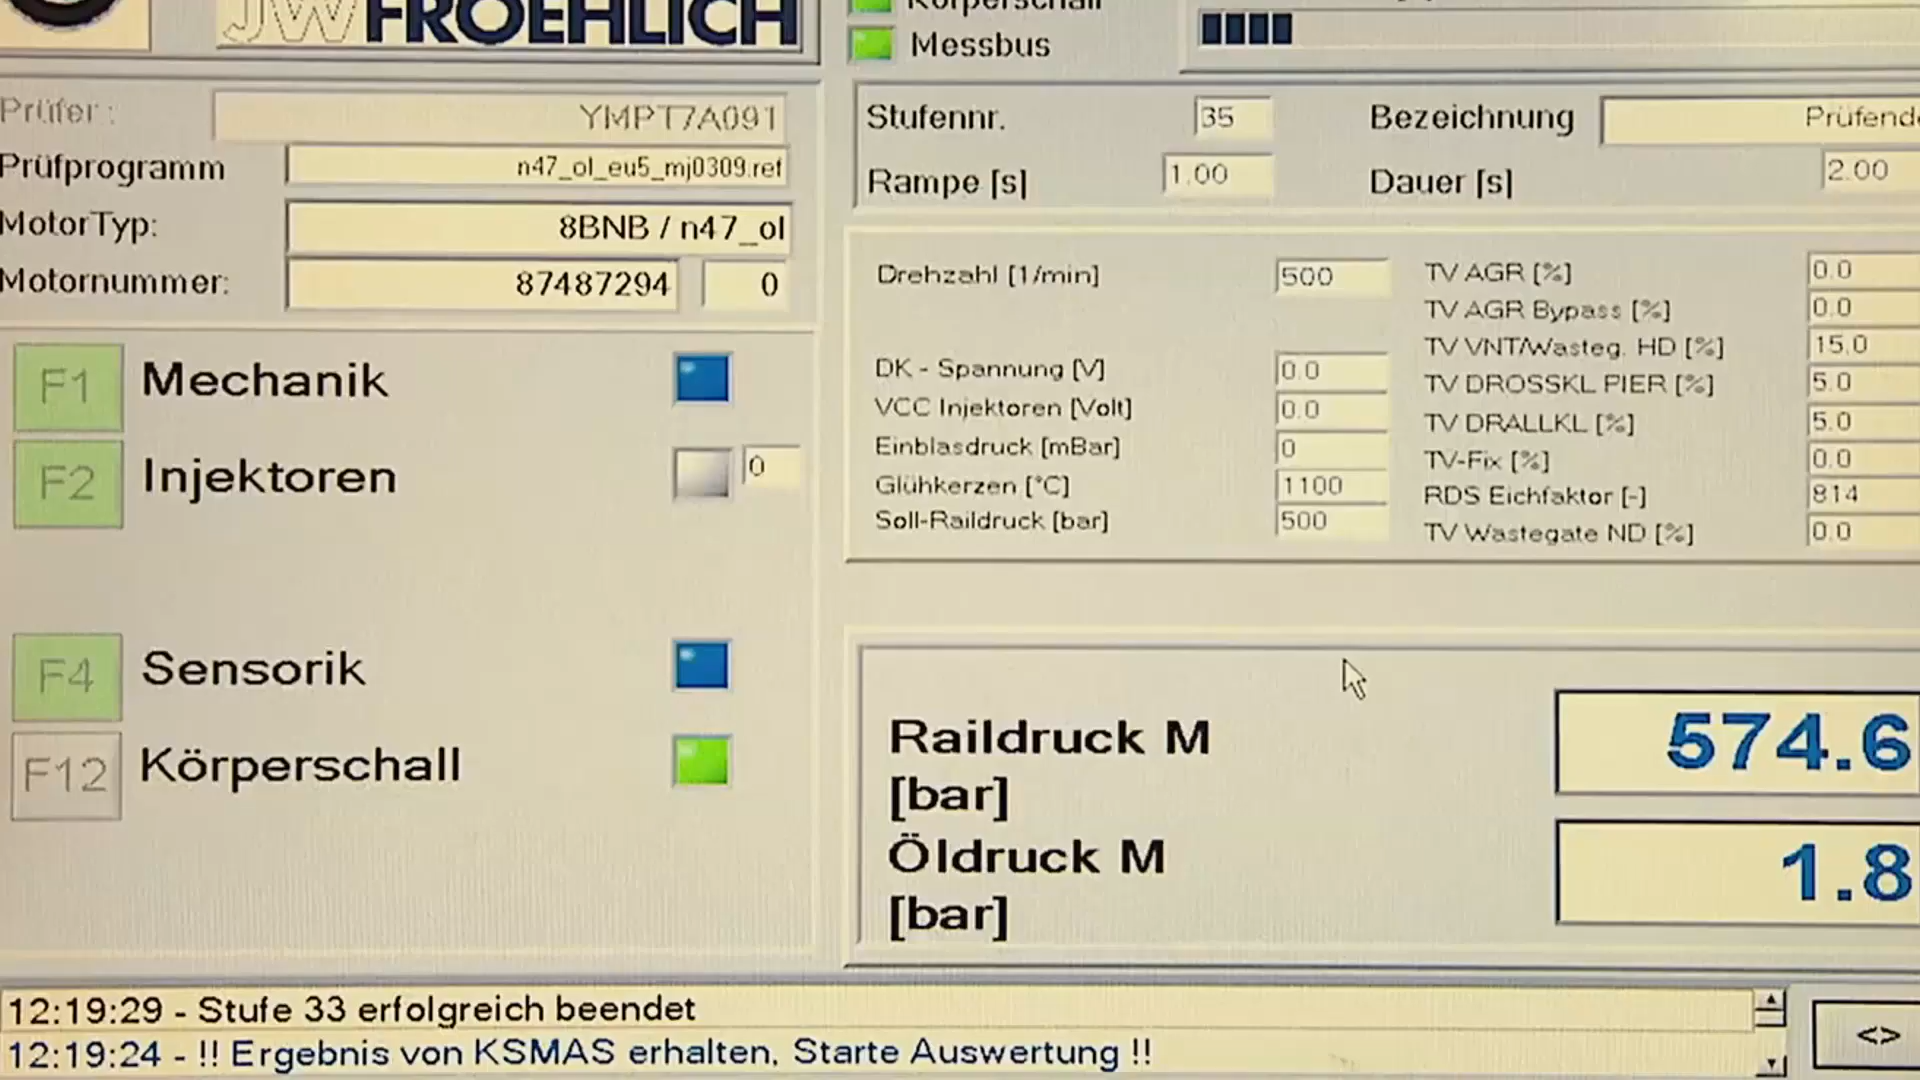 JW FROEHLICH
Körperschall
Messbus
Prüfer: YMPT7A091
Prüfprogramm n47_ol_eu5_mj0309.ref
MotorTyp: 8BNB / n47_ol
Motornummer: 87487294 0
Stufennr. 35 Bezeichnung
Rampe [s] 1.00 Dauer [s] 2.00
F1 Mechanik
F2 Injektoren 0
F4 Sensorik
F12 Körperschall
Drehzahl [1/min] 500
DK - Spannung [V] 0.0
VCC Injektoren [Volt] 0.0
Einblasdruck [mBar] 0
Glühkerzen [°C] 1100
Soll-Raildruck [bar] 500
TV AGR [%] 0.0
TV AGR Bypass [%] 0.0
TV VNT/Wasteg. HD [%] 15.0
TV DROSSKL PIER [%] 5.0
TV DRALLKL [%] 5.0
TV-Fix [%] 0.0
RDS Eichfaktor [-] 814
TV Wastegate ND [%] 0.0
Raildruck M 574.6
[bar]
Öldruck M 1.8
[bar]
12:19:29 - Stufe 33 erfolgreich beendet
12:19:24 - !! Ergebnis von KSMAS erhalten, Starte Auswertung !!
<>